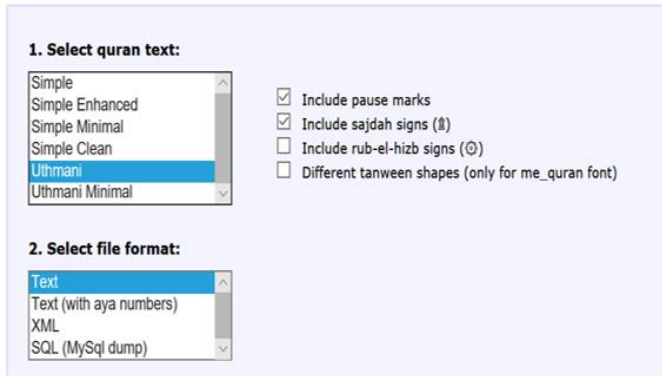 1. Select quran text:
Simple
Simple Enhanced
Simple Minimal
Simple Clean
Uthmani
Uthmani Minimal
Include pause marks
Include sajdah signs (۩)
Include rub-el-hizb signs (۞)
Different tanween shapes (only for me_quran font)
2. Select file format:
Text
Text (with aya numbers)
XML
SQL (MySql dump)